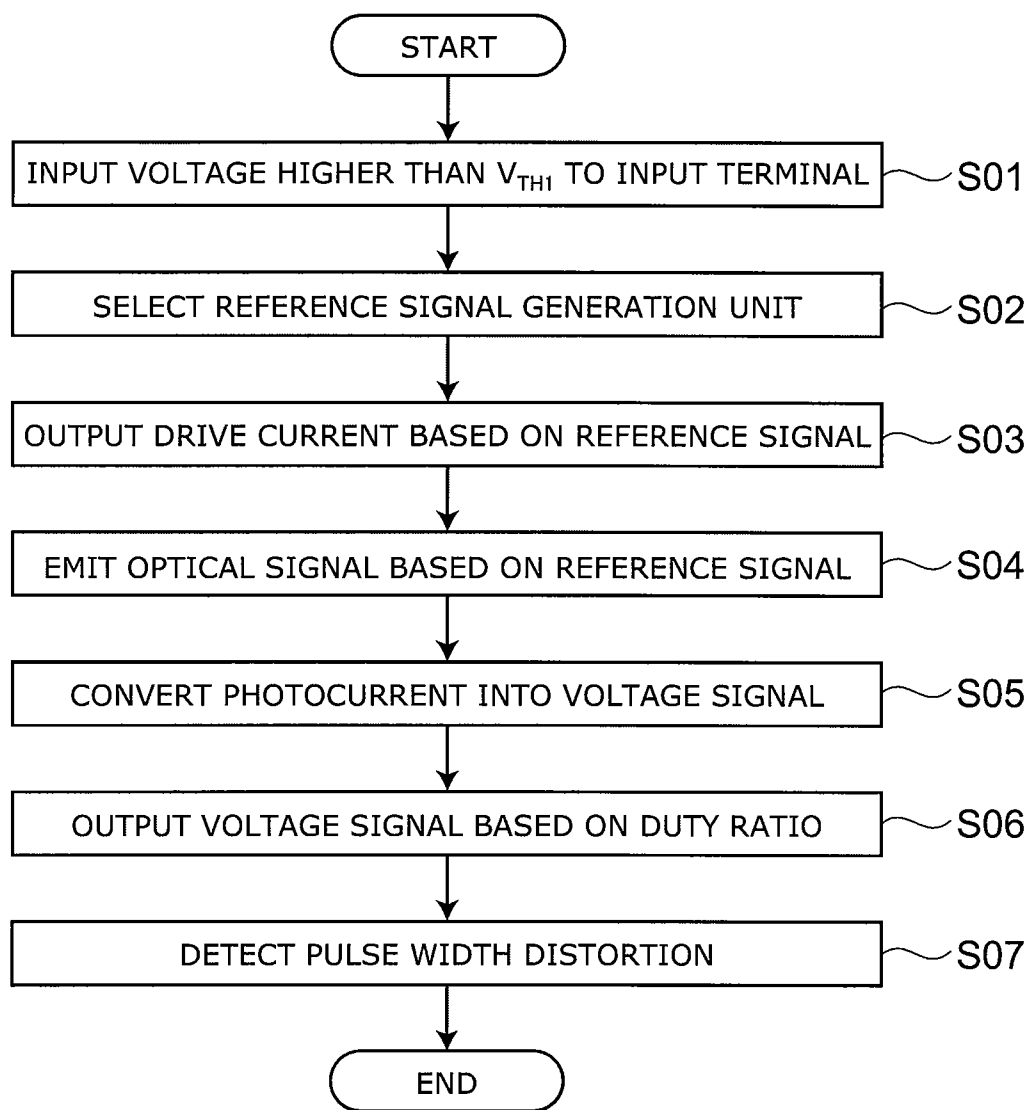 START
INPUT VOLTAGE HIGHER THAN VTH1 TO INPUT TERMINAL S01
SELECT REFERENCE SIGNAL GENERATION UNIT S02
OUTPUT DRIVE CURRENT BASED ON REFERENCE SIGNAL S03
EMIT OPTICAL SIGNAL BASED ON REFERENCE SIGNAL S04
CONVERT PHOTOCURRENT INTO VOLTAGE SIGNAL S05
OUTPUT VOLTAGE SIGNAL BASED ON DUTY RATIO S06
DETECT PULSE WIDTH DISTORTION S07
END